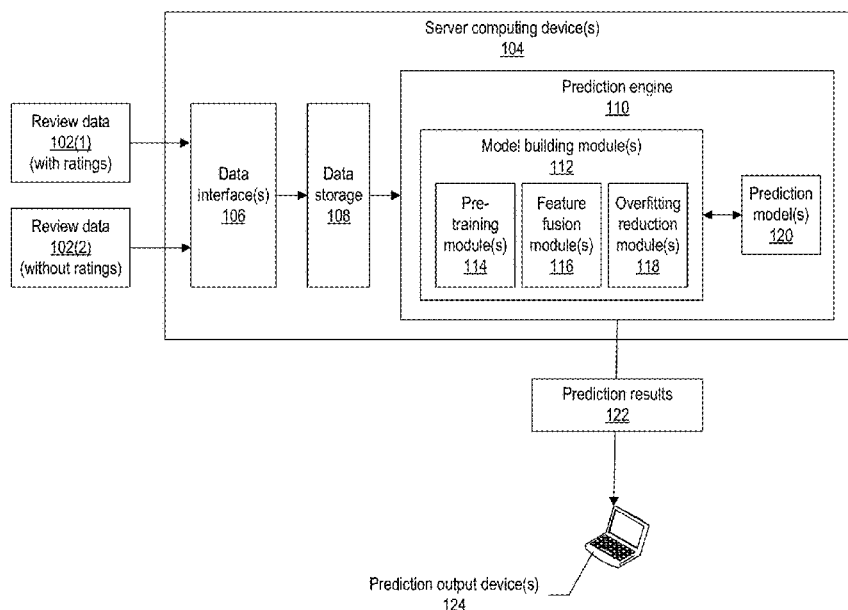 Server computing device(s)
104
Prediction engine
110
Review data
102(1)
(with ratings)
Review data
102(2)
(without ratings)
Data
interface(s)
106
Data
storage
108
Model building module(s)
112
Pre-
training
module(s)
114
Feature
fusion
module(s)
116
Overfitting
reduction
module(s)
118
Prediction
model(s)
120
Prediction results
122
Prediction output device(s)
124